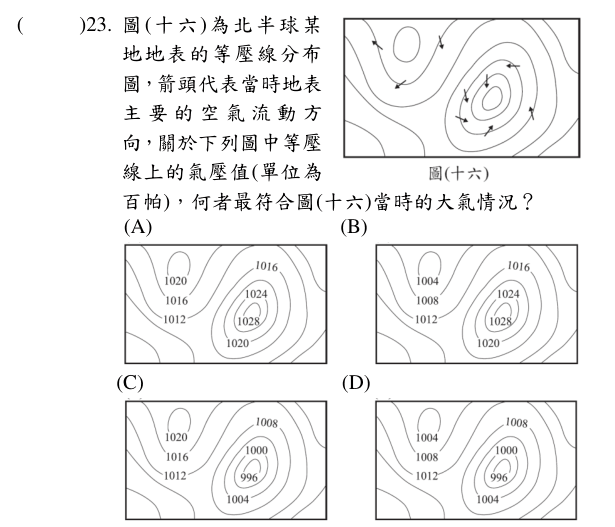 (　　)23. 圖(十六)為北半球某
地地表的等壓線分布
圖，箭頭代表當時地表
主要的空氣流動方
向，關於下列圖中等壓
線上的氣壓值(單位為
百帕)，何者最符合圖(十六)當時的大氣情況？
圖(十六)
(A)
1020
1016
1012
1016
1024
1028
1020
(B)
1004
1008
1012
1016
1024
1028
1020
(C)
1020
1016
1012
1008
1000
996
1004
(D)
1004
1008
1012
1008
1000
996
1004